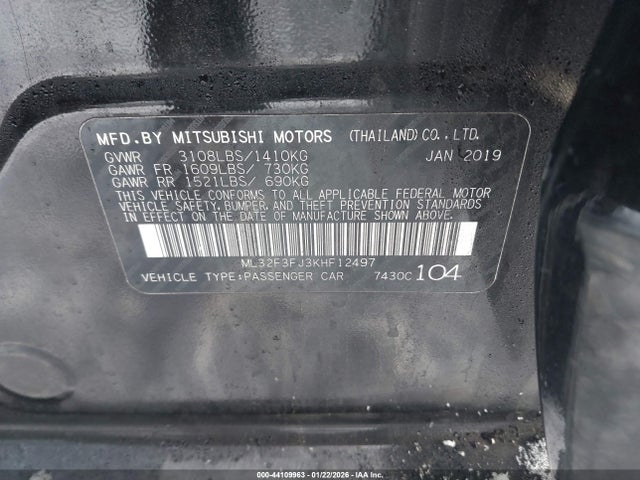 MFD.BY MITSUBISHI MOTORS (THAILAND) CO.,LTD.
GVWR 3108LBS/1410KG JAN 2019
GAWR FR 1609LBS/ 730KG
GAWR RR 1521LBS/ 690KG
THIS VEHICLE CONFORMS TO ALL APPLICABLE FEDERAL MOTOR
VEHICLE SAFETY,BUMPER, AND THEFT PREVENTION STANDARDS
IN EFFECT ON THE DATE OF MANUFACTURE SHOWN ABOVE.
ML32F3FJ3KHF12497
VEHICLE TYPE:PASSENGER CAR 7430C 104
000-44109963 - 01/22/2026 - IAA Holdings, LLC